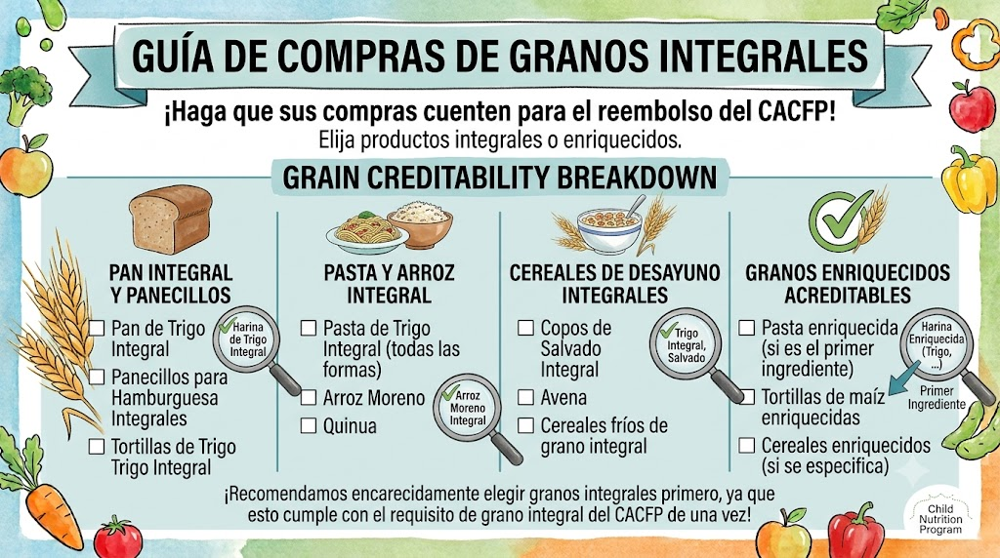 GUÍA DE COMPRAS DE GRANOS INTEGRALES
¡Haga que sus compras cuenten para el reembolso del CACFP!
Elija productos integrales o enriquecidos.
GRAIN CREDITABILITY BREAKDOWN
PAN INTEGRAL
Y PANECILLOS
Pan de Trigo
Integral
Panecillos para
Hamburguesa
Integrales
Tortillas de Trigo
Trigo Integral
Harina
de Trigo
Integral
PASTA Y ARROZ
INTEGRAL
Pasta de Trigo
Integral (todas las
formas)
Arroz Moreno
Quinua
Arroz
Moreno
Integral
CEREALES DE DESAYUNO
INTEGRALES
Copos de
Salvado
Integral
Avena
Cereales fríos de
grano integral
Trigo
Integral,
Salvado
GRANOS ENRIQUECIDOS
ACREDITABLES
Pasta enriquecida
(si es el primer
ingrediente)
Tortillas de maíz
enriquecidas
Cereales enriquecidos
(si se especifica)
Harina
Enriquecida
(Trigo,
...)
Primer
Ingrediente
¡Recomendamos encarecidamente elegir granos integrales primero, ya que
esto cumple con el requisito de grano integral del CACFP de una vez!
Child
Nutrition
Program